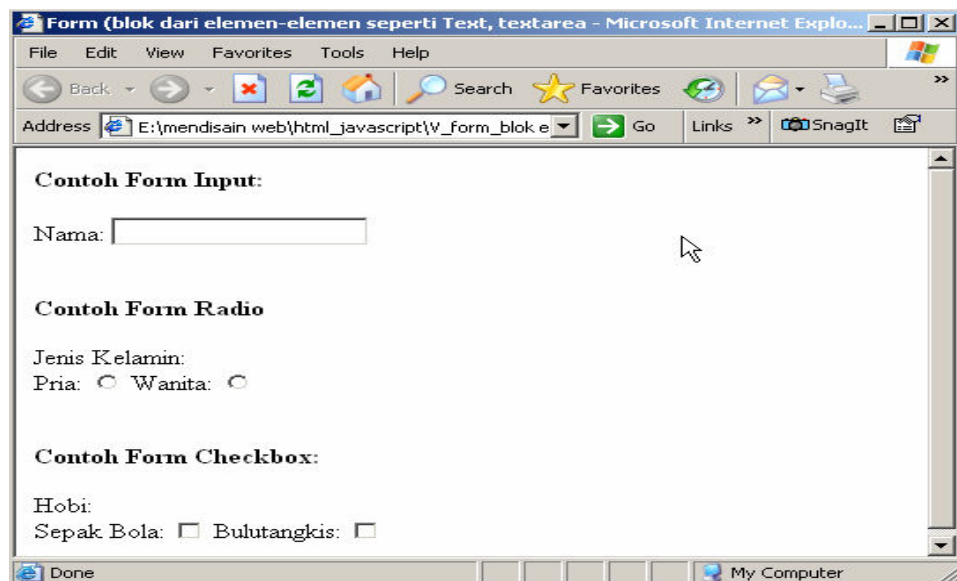 Form (blok dari elemen-elemen seperti Text, textarea - Microsoft Internet Explo...
File Edit View Favorites Tools Help
Back Search Favorites
Address E:\mendisain web\html_javascript\V_form_blok e Go Links » SnagIt
Contoh Form Input:
Nama:
Contoh Form Radio
Jenis Kelamin:
Pria: Wanita:
Contoh Form Checkbox:
Hobi:
Sepak Bola: Bulutangkis:
Done My Computer